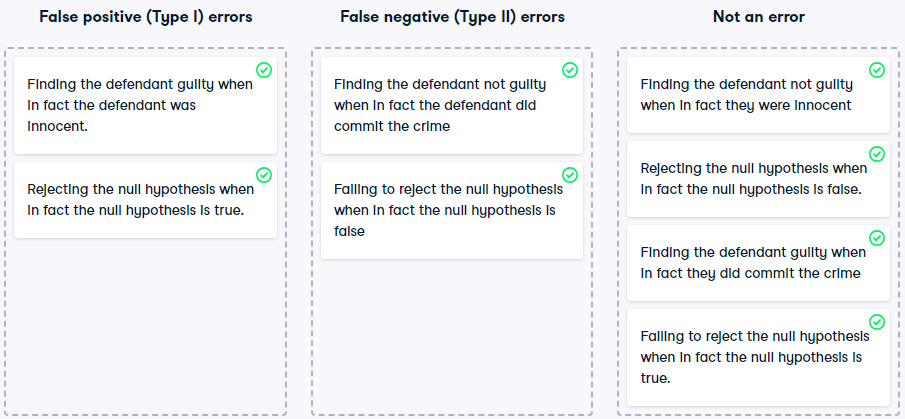 False positive (Type I) errors
False negative (Type II) errors
Not an error
Finding the defendant guilty when
in fact the defendant was
innocent.
Rejecting the null hypothesis when
in fact the null hypothesis is true.
Finding the defendant not guilty
when in fact the defendant did
commit the crime
Failing to reject the null hypothesis
when in fact the null hypothesis is
false
Finding the defendant not guilty
when in fact they were innocent
Rejecting the null hypothesis when
in fact the null hypothesis is false.
Finding the defendant guilty when
in fact they did commit the crime
Failing to reject the null hypothesis
when in fact the null hypothesis is
true.